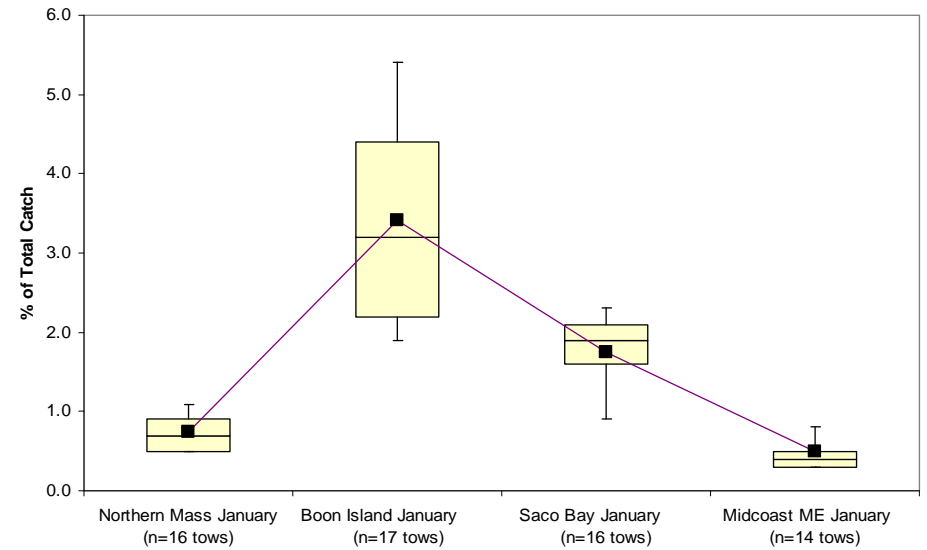 6.0
5.0
4.0
3.0
2.0
1.0
0.0
% of Total Catch
Northern Mass January
(n=16 tows)
Boon Island January
(n=17 tows)
Saco Bay January
(n=16 tows)
Midcoast ME January
(n=14 tows)